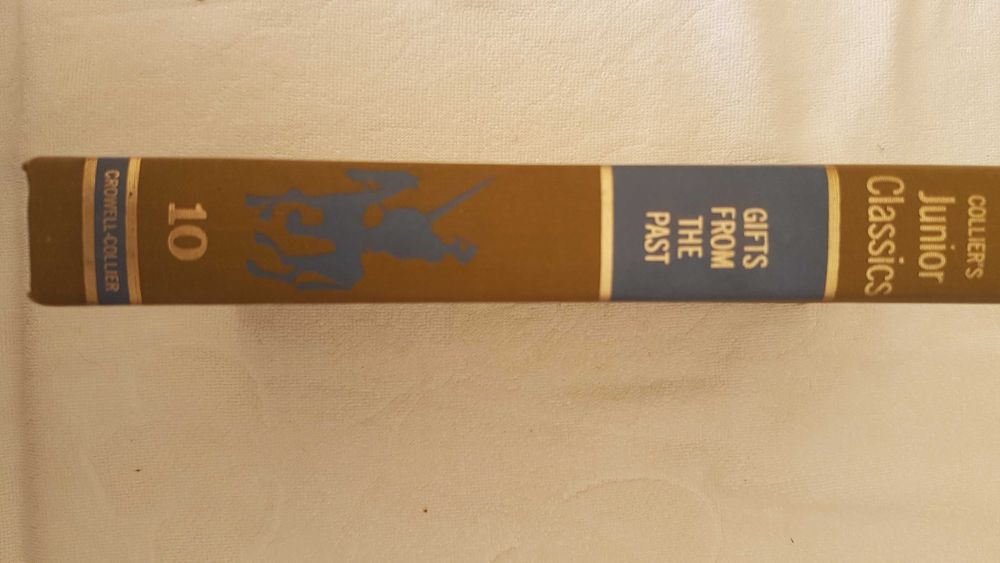 COLLIER'S
Junior
Classics
GIFTS
FROM
THE
PAST
10
CROWELL-COLLIER